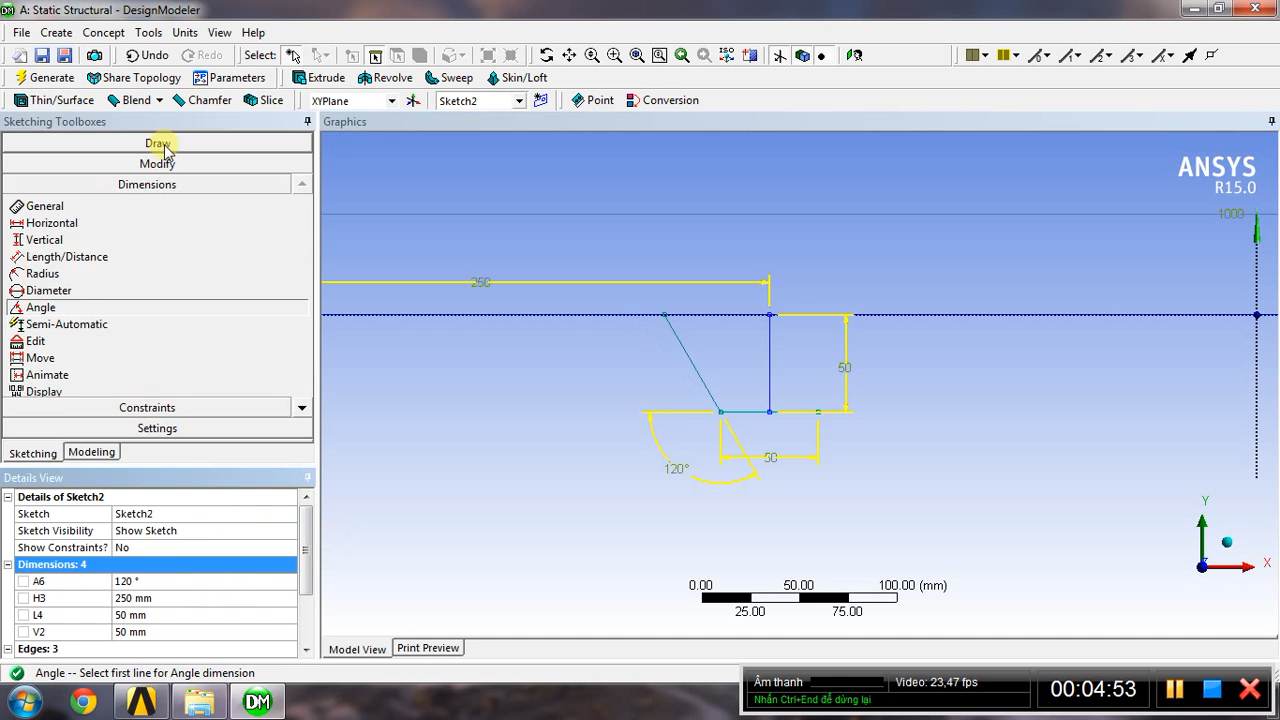 A: Static Structural - DesignModeler
File Create Concept Tools Units View Help
Undo Redo Select:
Generate Share Topology Parameters Extrude Revolve Sweep Skin/Loft
Thin/Surface Blend Chamfer Slice XYPlane Sketch2 Point Conversion
Sketching Toolboxes
Graphics
Draw
Modify
Dimensions
General
Horizontal
Vertical
Length/Distance
Radius
Diameter
Angle
Semi-Automatic
Edit
Move
Animate
Display
Constraints
Settings
Sketching Modeling
ANSYS
R15.0
1000
250
50
50
120°
Y
X
0.00 50.00 100.00 (mm)
25.00 75.00
Details View
Details of Sketch2
Sketch Sketch2
Sketch Visibility Show Sketch
Show Constraints? No
Dimensions: 4
A6 120 °
H3 250 mm
L4 50 mm
V2 50 mm
Edges: 3
Model View Print Preview
Angle -- Select first line for Angle dimension
Âm thanh
Video: 23,47 fps
Nhấn Ctrl+End để dừng lại
00:04:53
DM